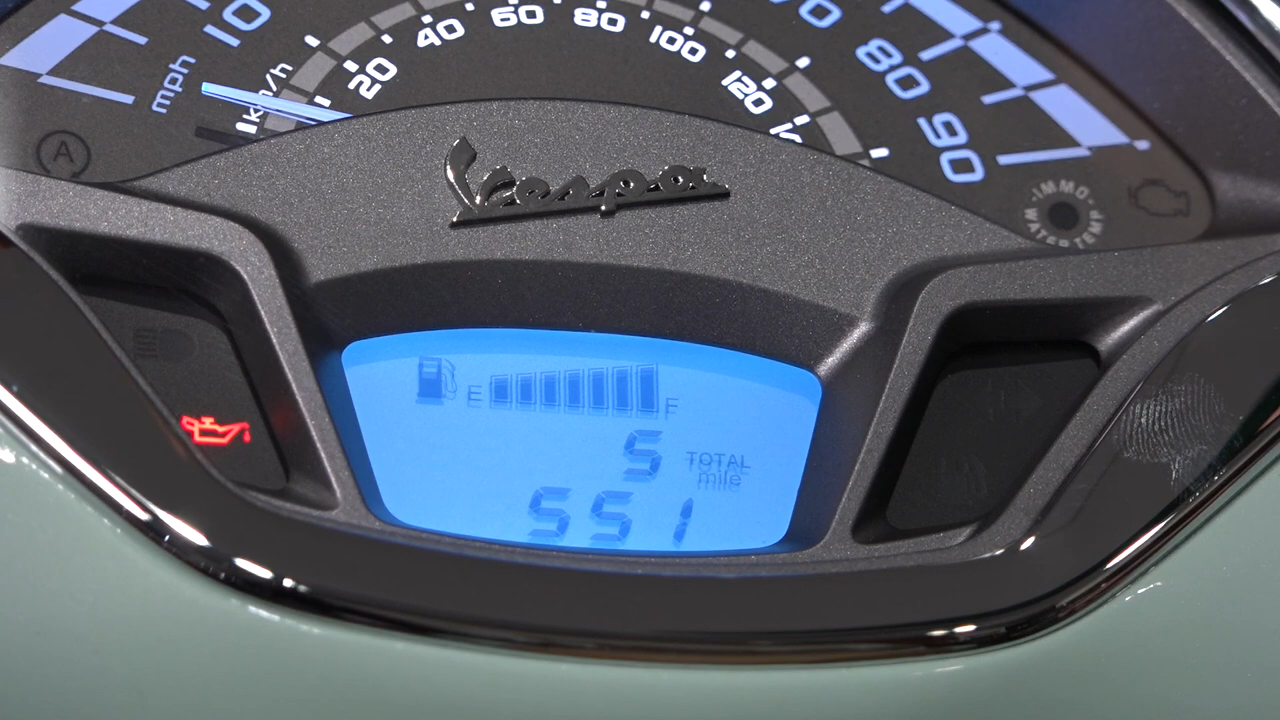 10 70 80 90
mph
km/h
20 40 60 80 100 120
A
Vespa
IMMO
WATER TEMP
E F
5 TOTAL
mile
551